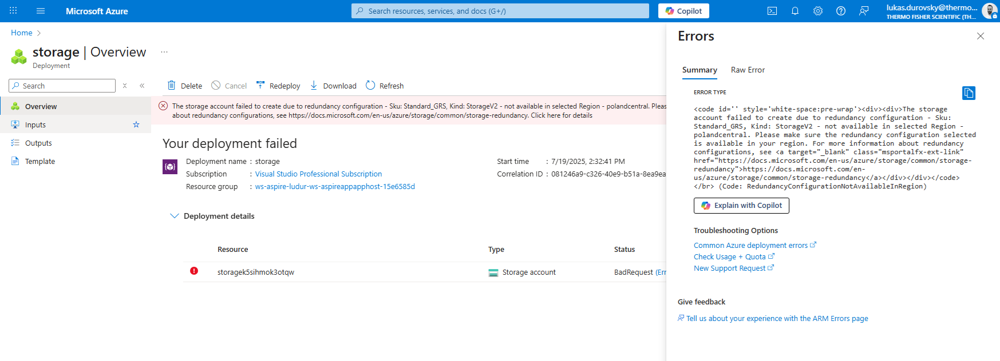 Microsoft Azure
Search resources, services, and docs (G+/)
Copilot
lukas.durovsky@thermo...
THERMO FISHER SCIENTIFIC (TH...
Home
storage | Overview
...
Deployment
Search
Overview
Inputs
Outputs
Template
Delete
Cancel
Redeploy
Download
Refresh
The storage account failed to create due to redundancy configuration - Sku: Standard_GRS, Kind: StorageV2 - not available in selected Region - polandcentral. Pleas
about redundancy configurations, see https://docs.microsoft.com/en-us/azure/storage/common/storage-redundancy. Click here for details
Your deployment failed
Deployment name : storage
Subscription : Visual Studio Professional Subscription
Resource group : ws-aspire-ludur-ws-aspireappapphost-15e6585d
Start time : 7/19/2025, 2:32:41 PM
Correlation ID : 081246a9-c326-40e9-b51a-8ea9ea
Deployment details
Resource Type Status
storagek5sihmok3otqw Storage account BadRequest (Err
Errors
Summary
Raw Error
ERROR TYPE
<code id='' style='white-space:pre-wrap'><div><div>The storage
account failed to create due to redundancy configuration - Sku:
Standard_GRS, Kind: StorageV2 - not available in selected Region -
polandcentral. Please make sure the redundancy configuration selected
is available in your region. For more information about redundancy
configurations, see <a target="_blank" class="msportalfx-ext-link"
href="https://docs.microsoft.com/en-us/azure/storage/common/storage-
redundancy">https://docs.microsoft.com/en-
us/azure/storage/common/storage-redundancy</a></div></div></code>
</br> (Code: RedundancyConfigurationNotAvailableInRegion)
Explain with Copilot
Troubleshooting Options
Common Azure deployment errors
Check Usage + Quota
New Support Request
Give feedback
Tell us about your experience with the ARM Errors page